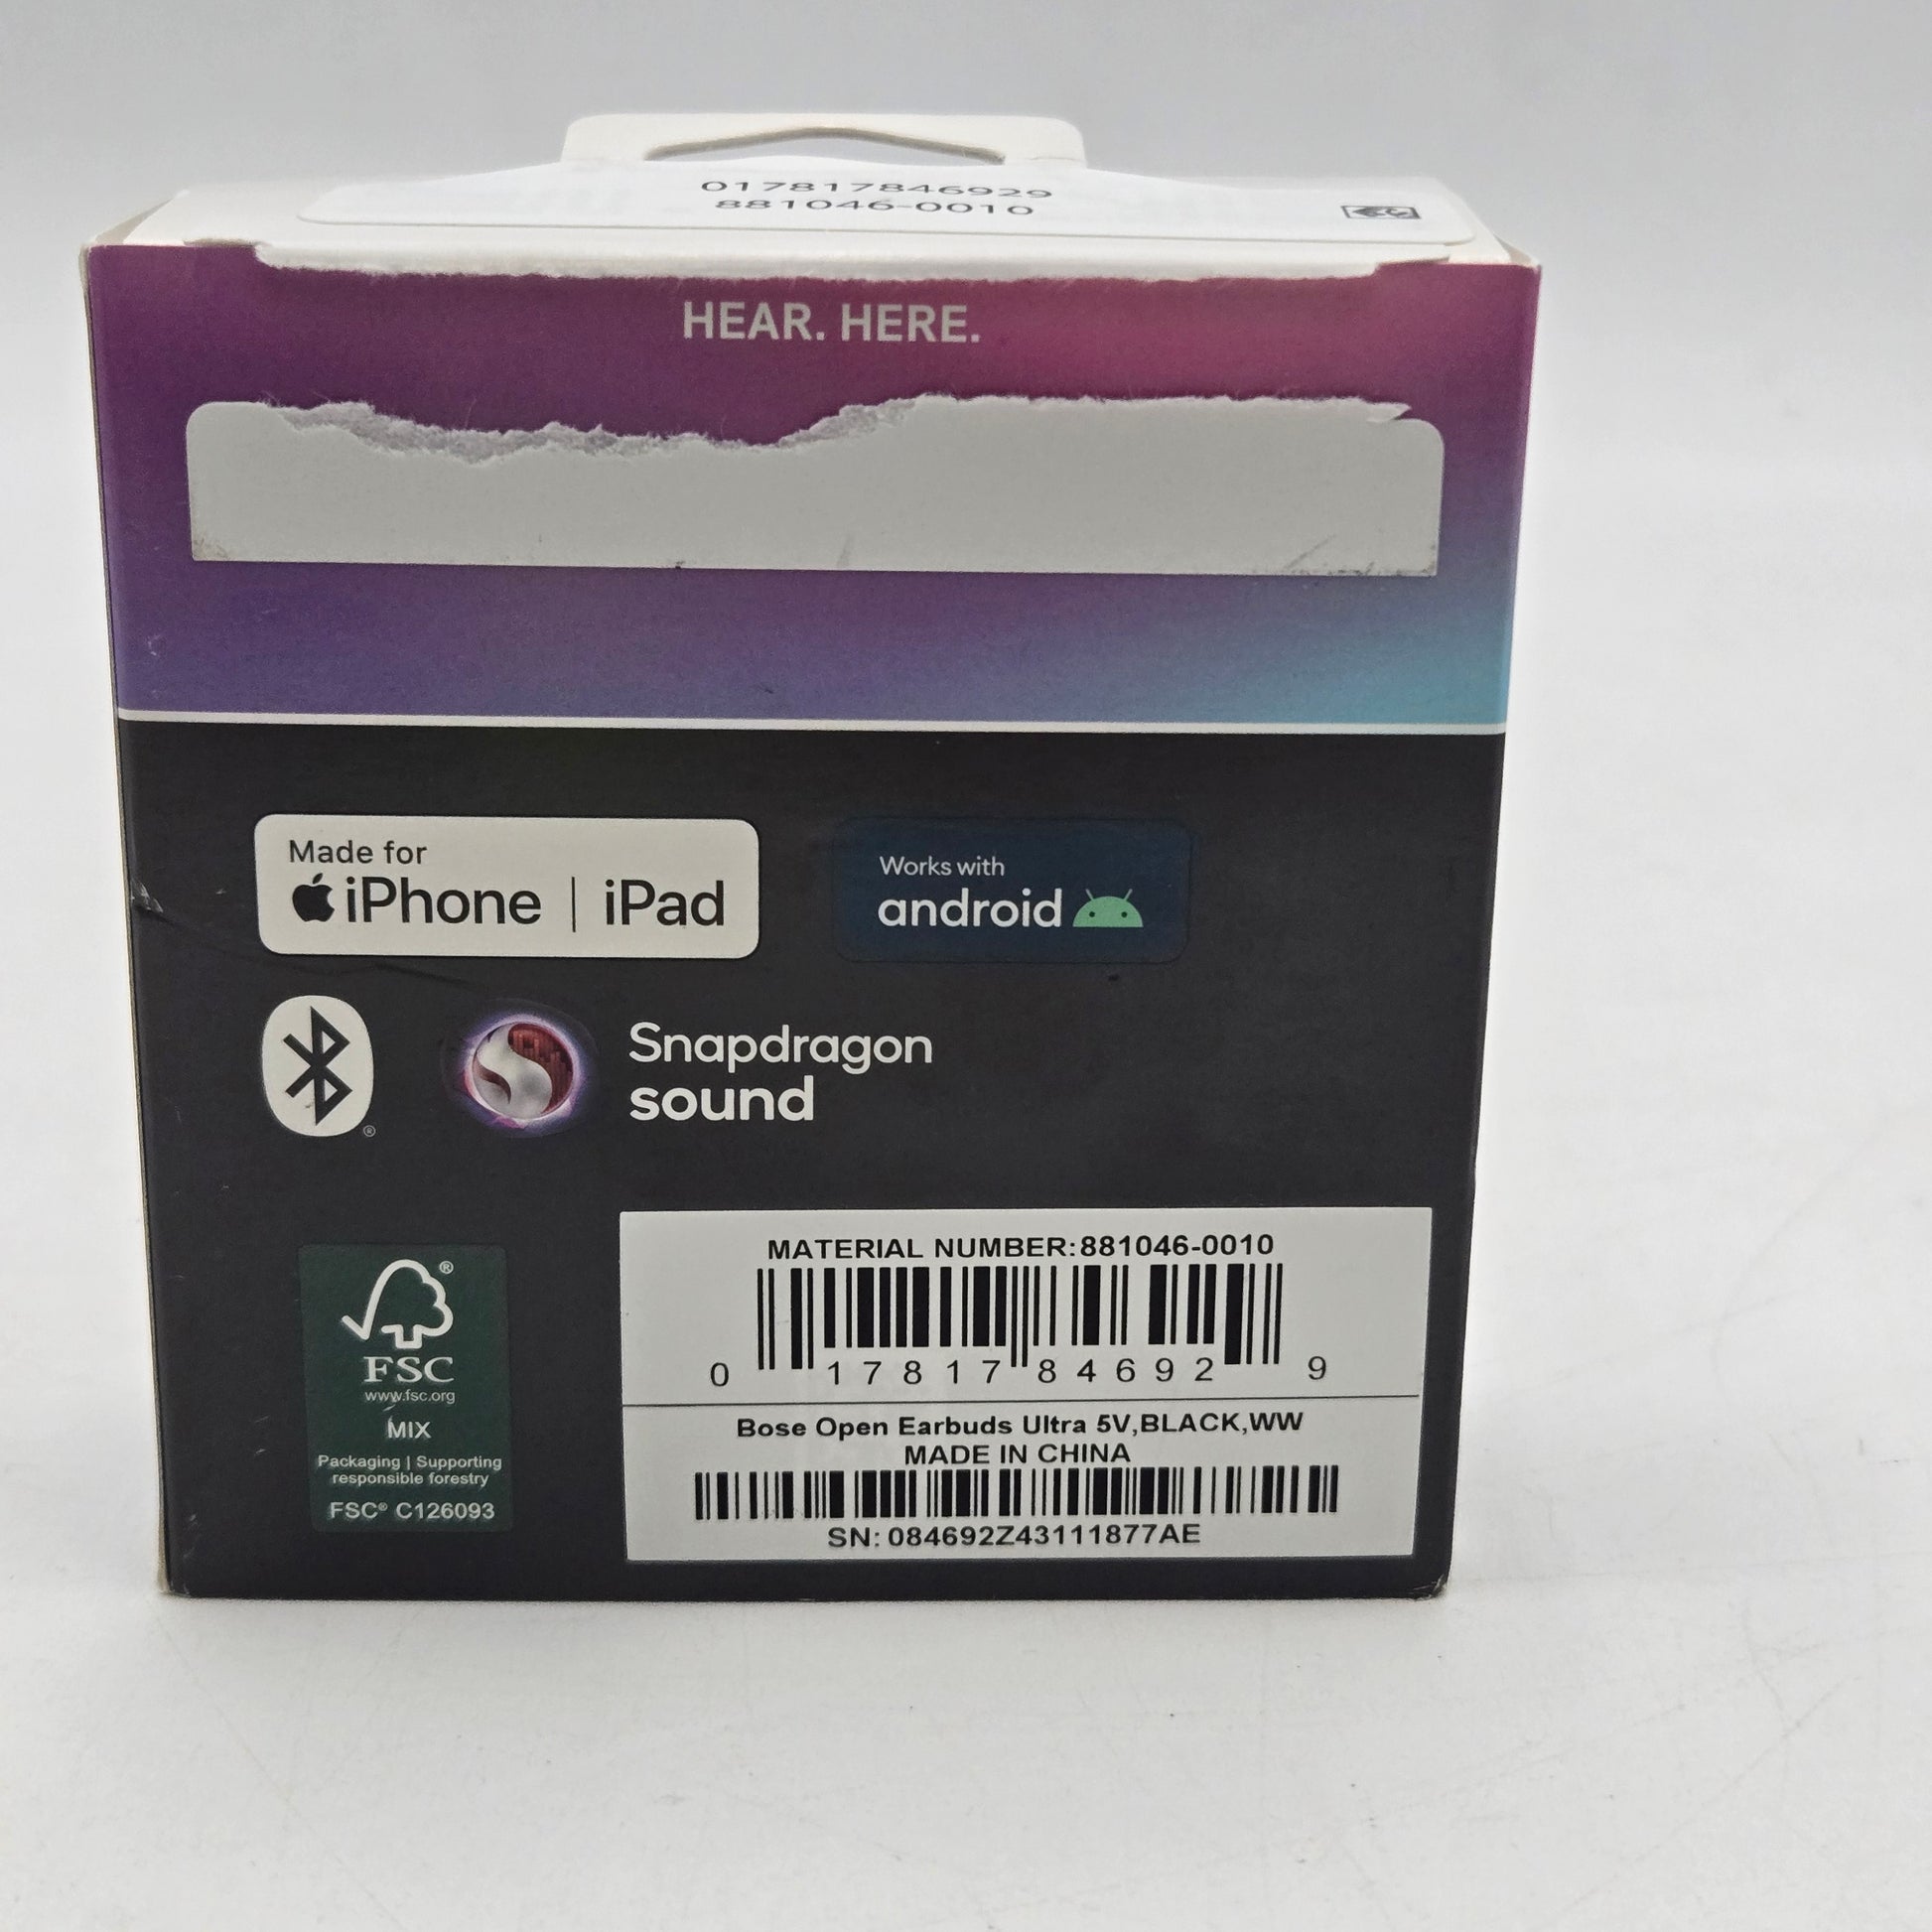 017817846929
881046-0010
HEAR. HERE.
Made for
iPhone | iPad
Works with
android
Snapdragon
sound
®
MATERIAL NUMBER:881046-0010
0 17817 84692 9
Bose Open Earbuds Ultra 5V,BLACK,WW
MADE IN CHINA
SN: 084692Z43111877AE
®
FSC
www.fsc.org
MIX
Packaging | Supporting
responsible forestry
FSC® C126093